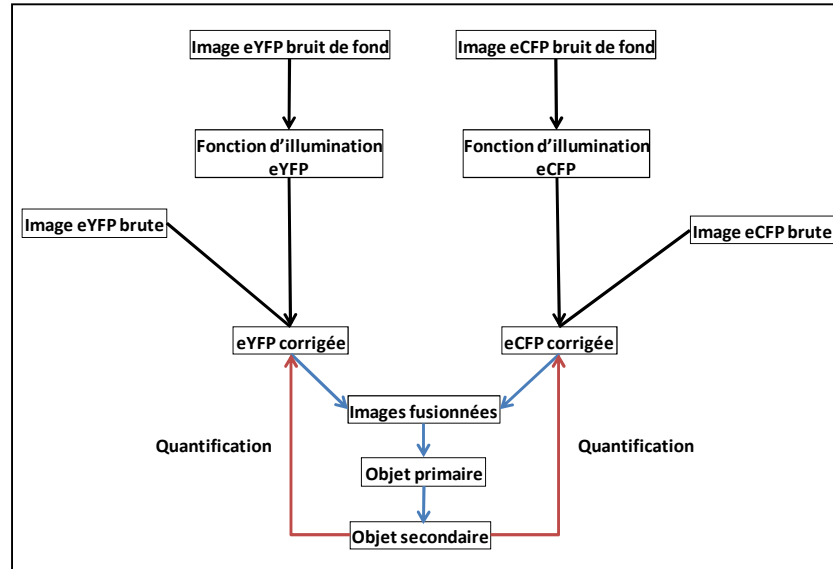 Image eYFP bruit de fond
Image eCFP bruit de fond
Fonction d'illumination
eYFP
Fonction d'illumination
eCFP
Image eYFP brute
Image eCFP brute
eYFP corrigée
eCFP corrigée
Images fusionnées
Quantification
Quantification
Objet primaire
Objet secondaire